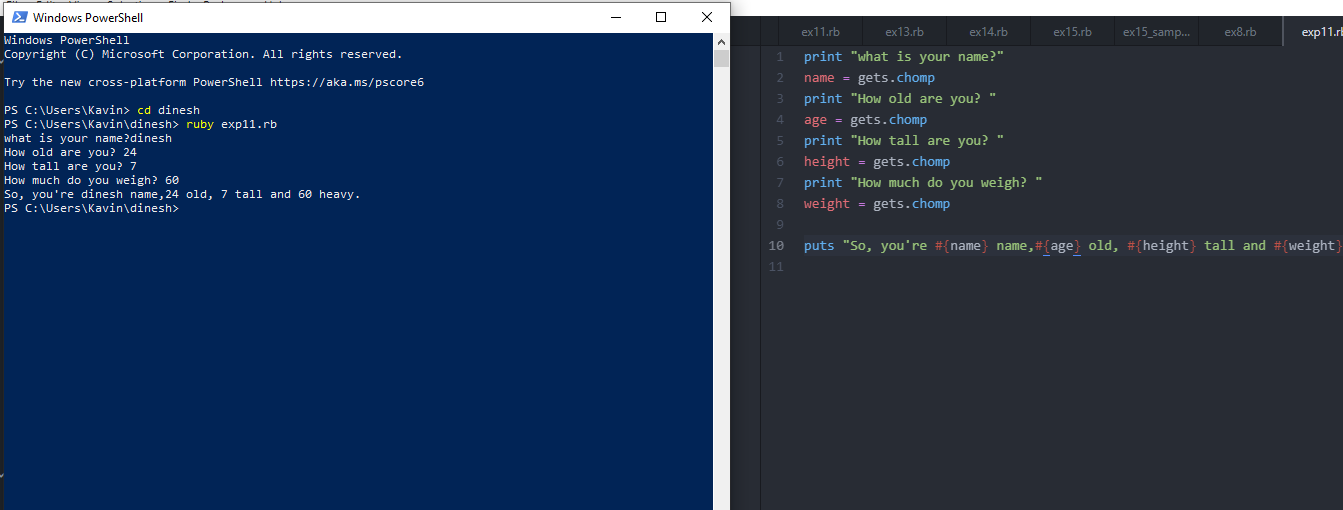 Windows PowerShell
Windows PowerShell
Copyright (C) Microsoft Corporation. All rights reserved.
Try the new cross-platform PowerShell https://aka.ms/pscore6
PS C:\Users\Kavin> cd dinesh
PS C:\Users\Kavin\dinesh> ruby exp11.rb
what is your name?dinesh
How old are you? 24
How tall are you? 7
How much do you weigh? 60
So, you're dinesh name,24 old, 7 tall and 60 heavy.
PS C:\Users\Kavin\dinesh>
ex11.rb ex13.rb ex14.rb ex15.rb ex15_samp... ex8.rb exp11.rb
1 print "what is your name?"
2 name = gets.chomp
3 print "How old are you? "
4 age = gets.chomp
5 print "How tall are you? "
6 height = gets.chomp
7 print "How much do you weigh? "
8 weight = gets.chomp
9
10 puts "So, you're #{name} name,#{age} old, #{height} tall and #{weight}
11